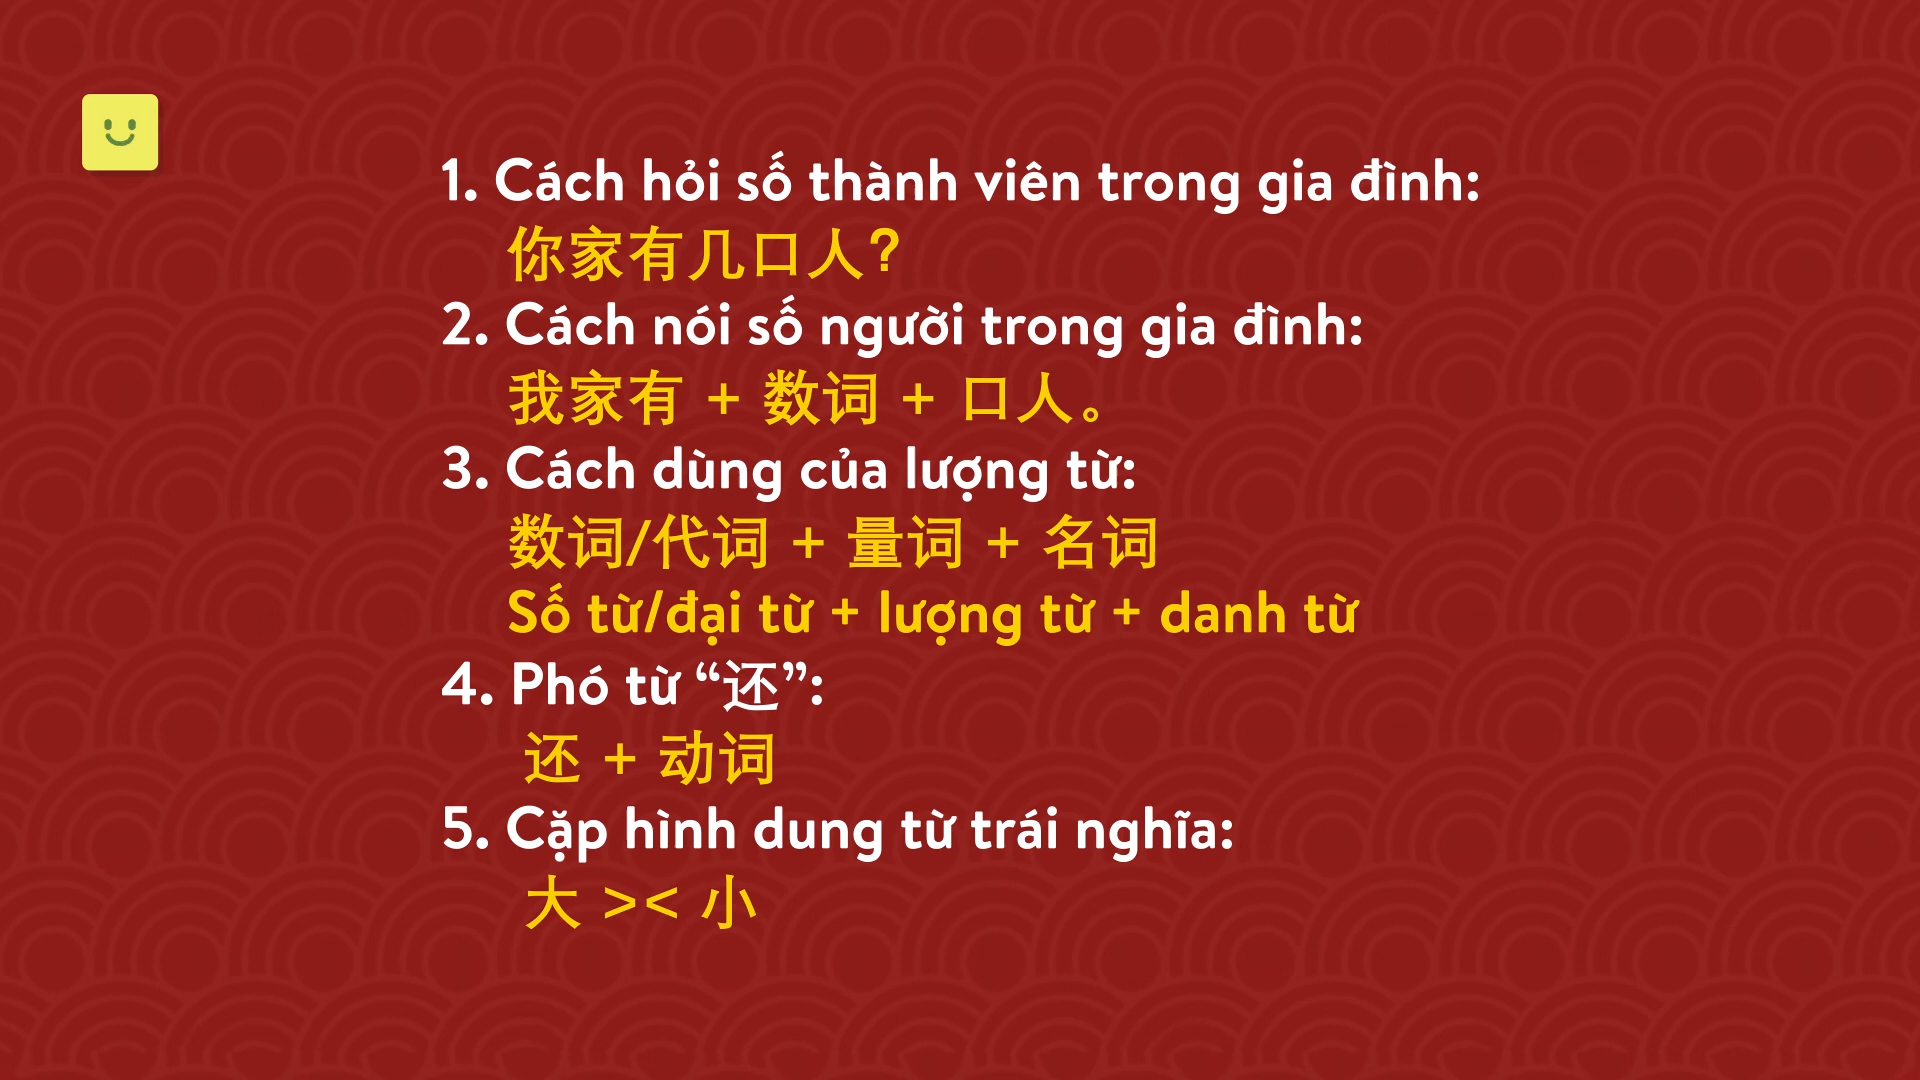 1. Cách hỏi số thành viên trong gia đình:
你家有几口人?
2. Cách nói số người trong gia đình:
我家有 + 数词 + 口人。
3. Cách dùng của lượng từ:
数词/代词 + 量词 + 名词
Số từ/đại từ + lượng từ + danh từ
4. Phó từ “还”:
还 + 动词
5. Cặp hình dung từ trái nghĩa:
大 >< 小